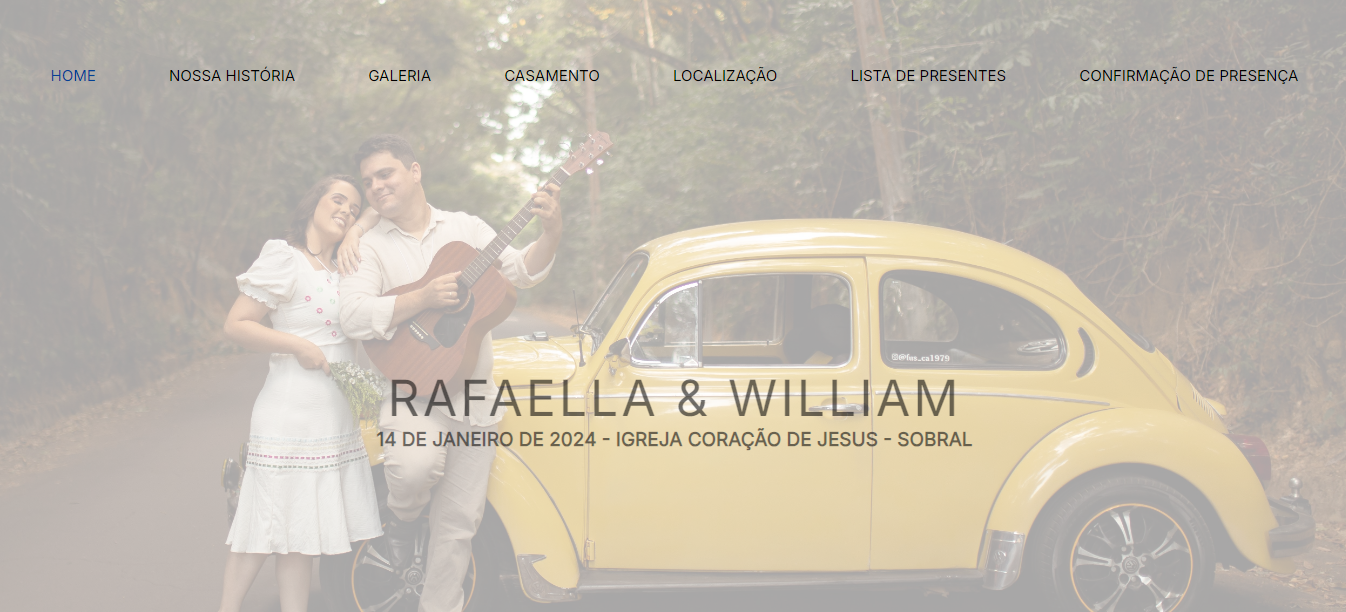 HOME NOSSA HISTÓRIA GALERIA CASAMENTO LOCALIZAÇÃO LISTA DE PRESENTES CONFIRMAÇÃO DE PRESENÇA
@fus_ca1979
RAFAELLA & WILLIAM
14 DE JANEIRO DE 2024 - IGREJA CORAÇÃO DE JESUS - SOBRAL